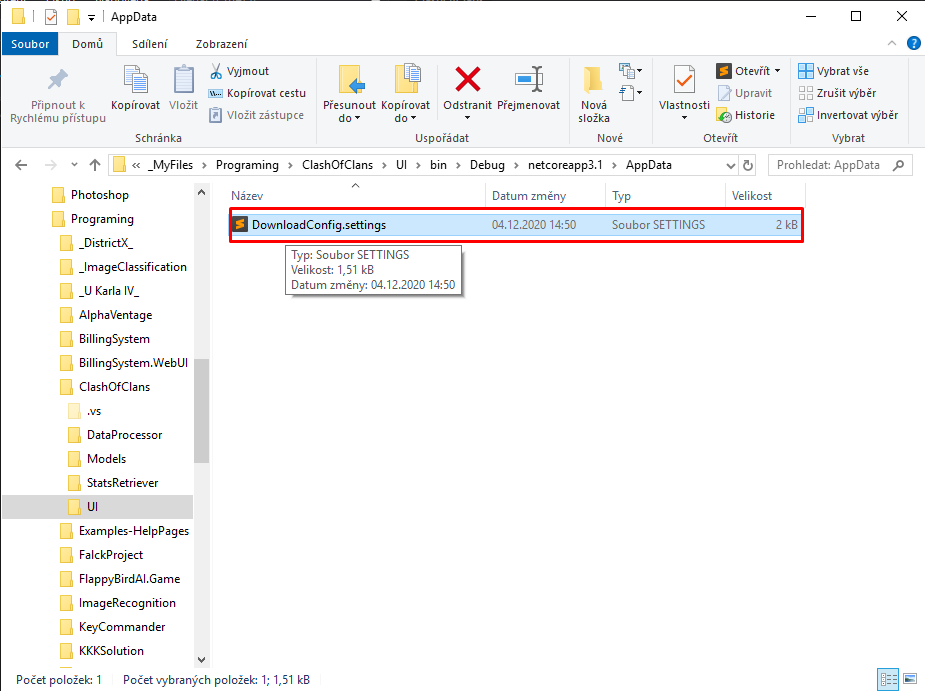 AppData
Soubor Domů Sdílení Zobrazení
Připnout k Rychlému přístupu
Kopírovat
Vložit
Vyjmout
Kopírovat cestu
Vložit zástupce
Schránka
Přesunout do
Kopírovat do
Odstranit
Přejmenovat
Uspořádat
Nová složka
Nové
Vlastnosti
Otevřít
Upravit
Historie
Otevřít
Vybrat vše
Zrušit výběr
Invertovat výběr
Vybrat
« _MyFiles > Programing > ClashOfClans > UI > bin > Debug > netcoreapp3.1 > AppData
Prohledat: AppData
Photoshop
Programing
_DistrictX_
_ImageClassification
_U Karla IV_
AlphaVentage
BillingSystem
BillingSystem.WebUI
ClashOfClans
.vs
DataProcessor
Models
StatsRetriever
UI
Examples-HelpPages
FalckProject
FlappyBirdAI.Game
ImageRecognition
KeyCommander
KKKSolution
Název Datum změny Typ Velikost
DownloadConfig.settings 04.12.2020 14:50 Soubor SETTINGS 2 kB
Typ: Soubor SETTINGS
Velikost: 1,51 kB
Datum změny: 04.12.2020 14:50
Počet položek: 1 Počet vybraných položek: 1; 1,51 kB